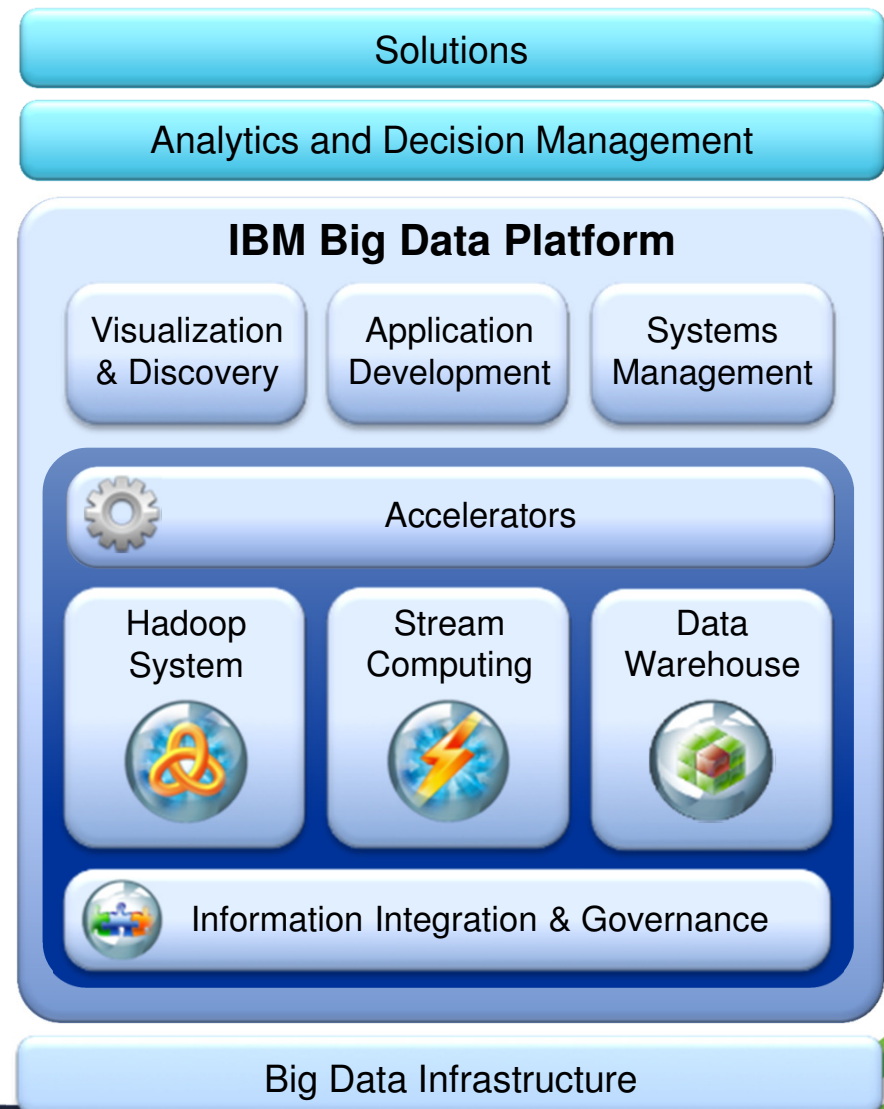 Solutions
Analytics and Decision Management
IBM Big Data Platform
Visualization
& Discovery
Application
Development
Systems
Management
Accelerators
Hadoop
System
Stream
Computing
Data
Warehouse
Information Integration & Governance
Big Data Infrastructure